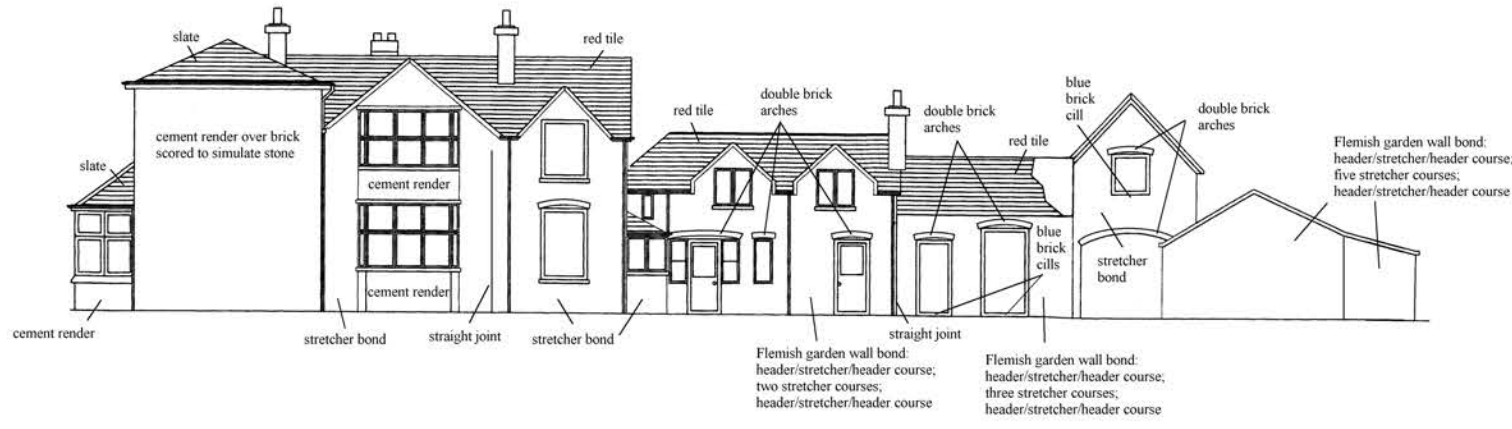 slate
red tile
cement render over brick
scored to simulate stone
slate
cement render
cement render
cement render
stretcher bond
straight joint
stretcher bond
red tile
double brick
arches
double brick
arches
red tile
blue
brick
cill
double brick
arches
Flemish garden wall bond:
header/stretcher/header course;
five stretcher courses;
header/stretcher/header course
blue
brick
cills
stretcher
bond
straight joint
Flemish garden wall bond:
header/stretcher/header course;
two stretcher courses;
header/stretcher/header course
Flemish garden wall bond:
header/stretcher/header course;
three stretcher courses;
header/stretcher/header course